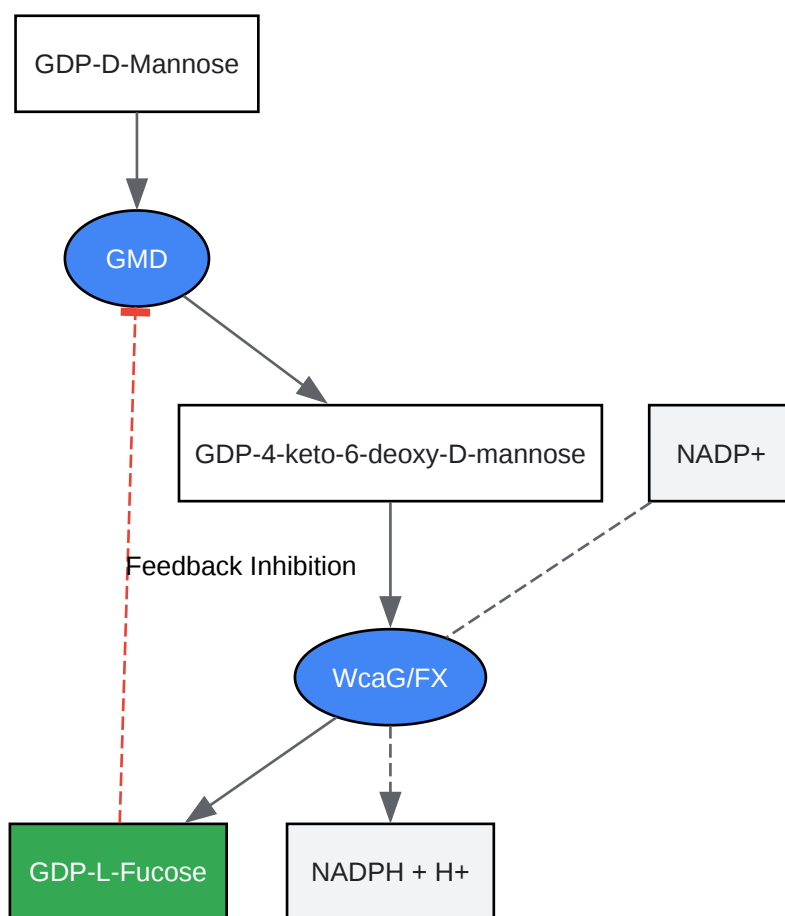 GDP-D-Mannose
GMD
GDP-4-keto-6-deoxy-D-mannose
NADP+
Feedback Inhibition
WcaG/FX
GDP-L-Fucose
NADPH + H+